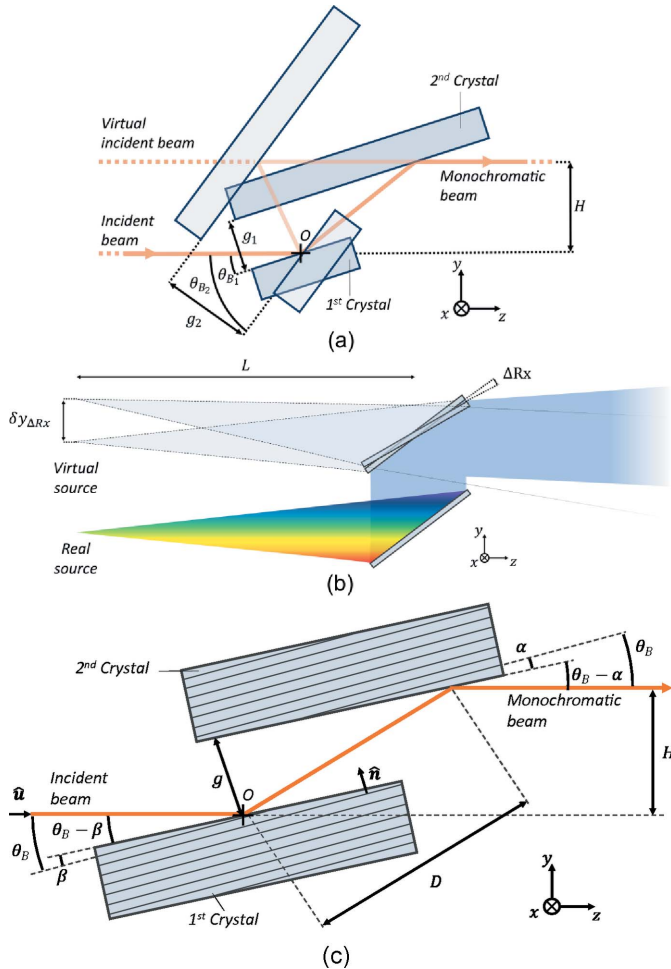 2nd Crystal
Virtual
incident beam
Monochromatic
beam
H
Incident
beam
g1
O
θB1
θB2
g2
1st Crystal
y
x
z
(a)
L
ΔRx
δyΔRx
Virtual
source
Real
source
y
x
z
(b)
2nd Crystal
α
θB
θB − α
Monochromatic
beam
H
g
n̂
Incident
beam
û
O
θB − β
θB
β
D
1st Crystal
y
x
z
(c)